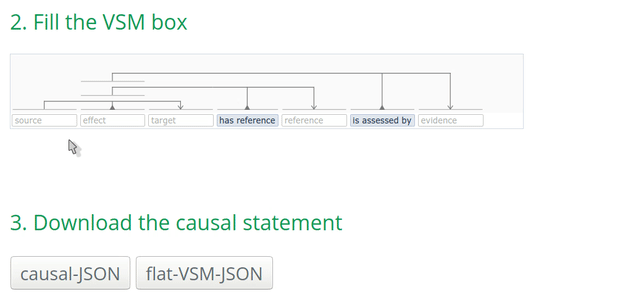 2. Fill the VSM box
source effect target has reference reference is assessed by evidence
3. Download the causal statement
causal-JSON flat-VSM-JSON